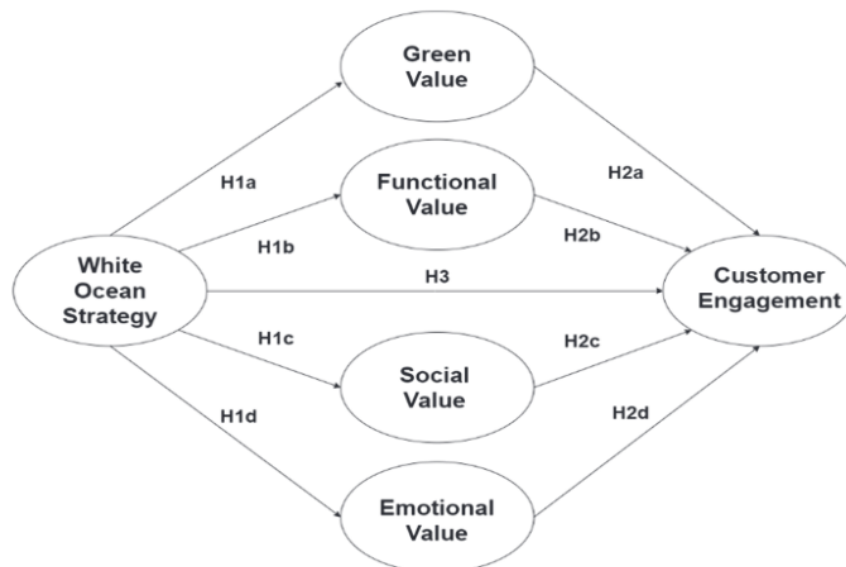 Green
Value
H1a
H2a
Functional
Value
H1b
H2b
White
Ocean
Strategy
H3
Customer
Engagement
H1c
H2c
Social
Value
H1d
H2d
Emotional
Value